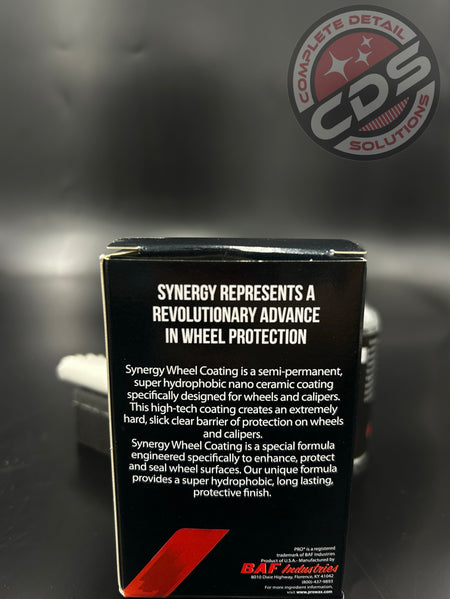 COMPLETE DETAIL
CDS
SOLUTIONS
SYNERGY REPRESENTS A
REVOLUTIONARY ADVANCE
IN WHEEL PROTECTION
Synergy Wheel Coating is a semi-permanent,
super hydrophobic nano ceramic coating
specifically designed for wheels and calipers.
This high-tech coating creates an extremely
hard, slick clear barrier of protection on wheels
and calipers.
Synergy Wheel Coating is a special formula
engineered specifically to enhance, protect
and seal wheel surfaces. Our unique formula
provides a super hydrophobic, long lasting,
protective finish.
PRO® is a registered
trademark of BAF Industries
Product of U.S.A. - Manufactured by
BAF Industries
8010 Dixie Highway, Florence, KY 41042
(800)-437-9893
For more ingredient information,
visit www.prowax.com